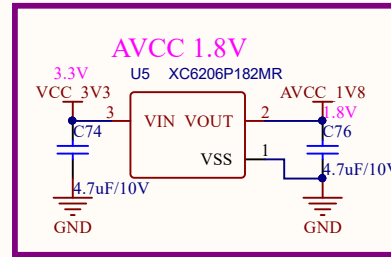 AVCC 1.8V
3.3V
U5 XC6206P182MR
VCC_3V3
AVCC_1V8
3
VIN VOUT
2
1.8V
C74
C76
VSS
1
4.7uF/10V
4.7uF/10V
GND
GND